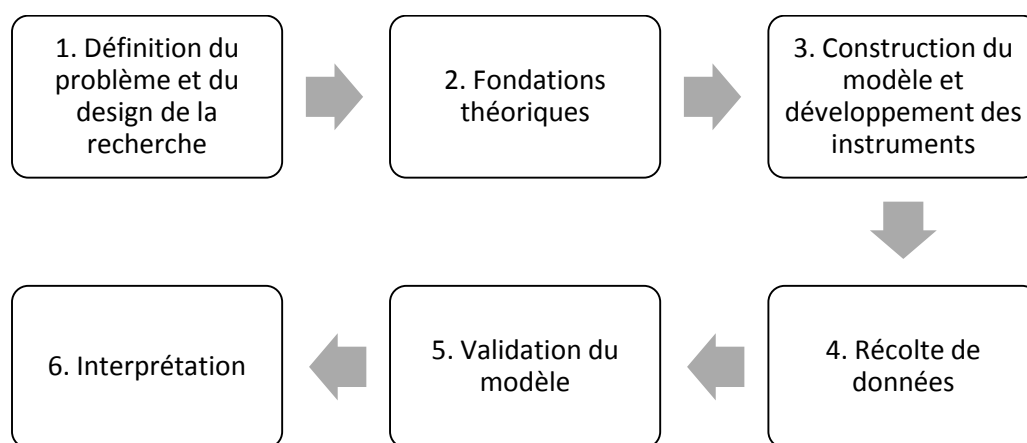 1. Définition du
problème et du
design de la
recherche
2. Fondations
théoriques
3. Construction du
modèle et
développement des
instruments
4. Récolte de
données
5. Validation du
modèle
6. Interprétation